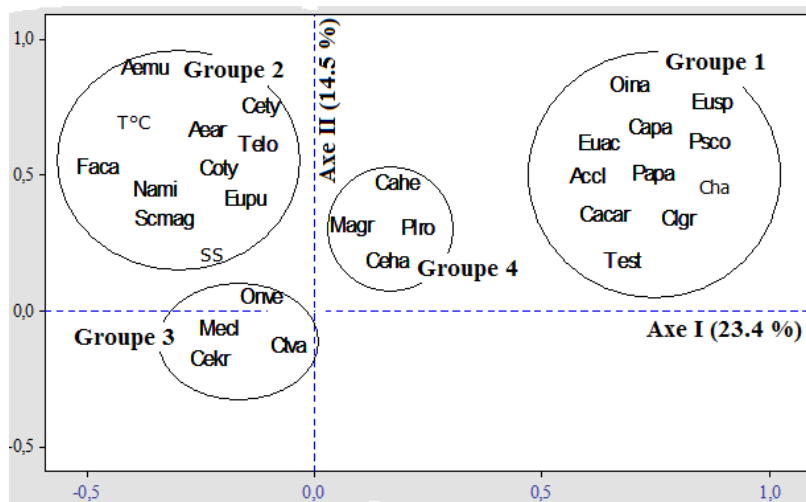 1,0
0,5
0,0
-0,5
Axe II (14.5 %)
Groupe 2
Aemu
Cety
T°C
Aear
Telo
Faca
Coty
Nami
Eupu
Scmag
SS
Groupe 1
Oina
Eusp
Capa
Euac
Psco
Accl
Papa
Cha
Cacar
Clgr
Test
Cahe
Magr
Plro
Ceha
Groupe 4
Onve
Groupe 3
Mecl
Clva
Cekr
Axe I (23.4 %)
-0,5
0,0
0,5
1,0